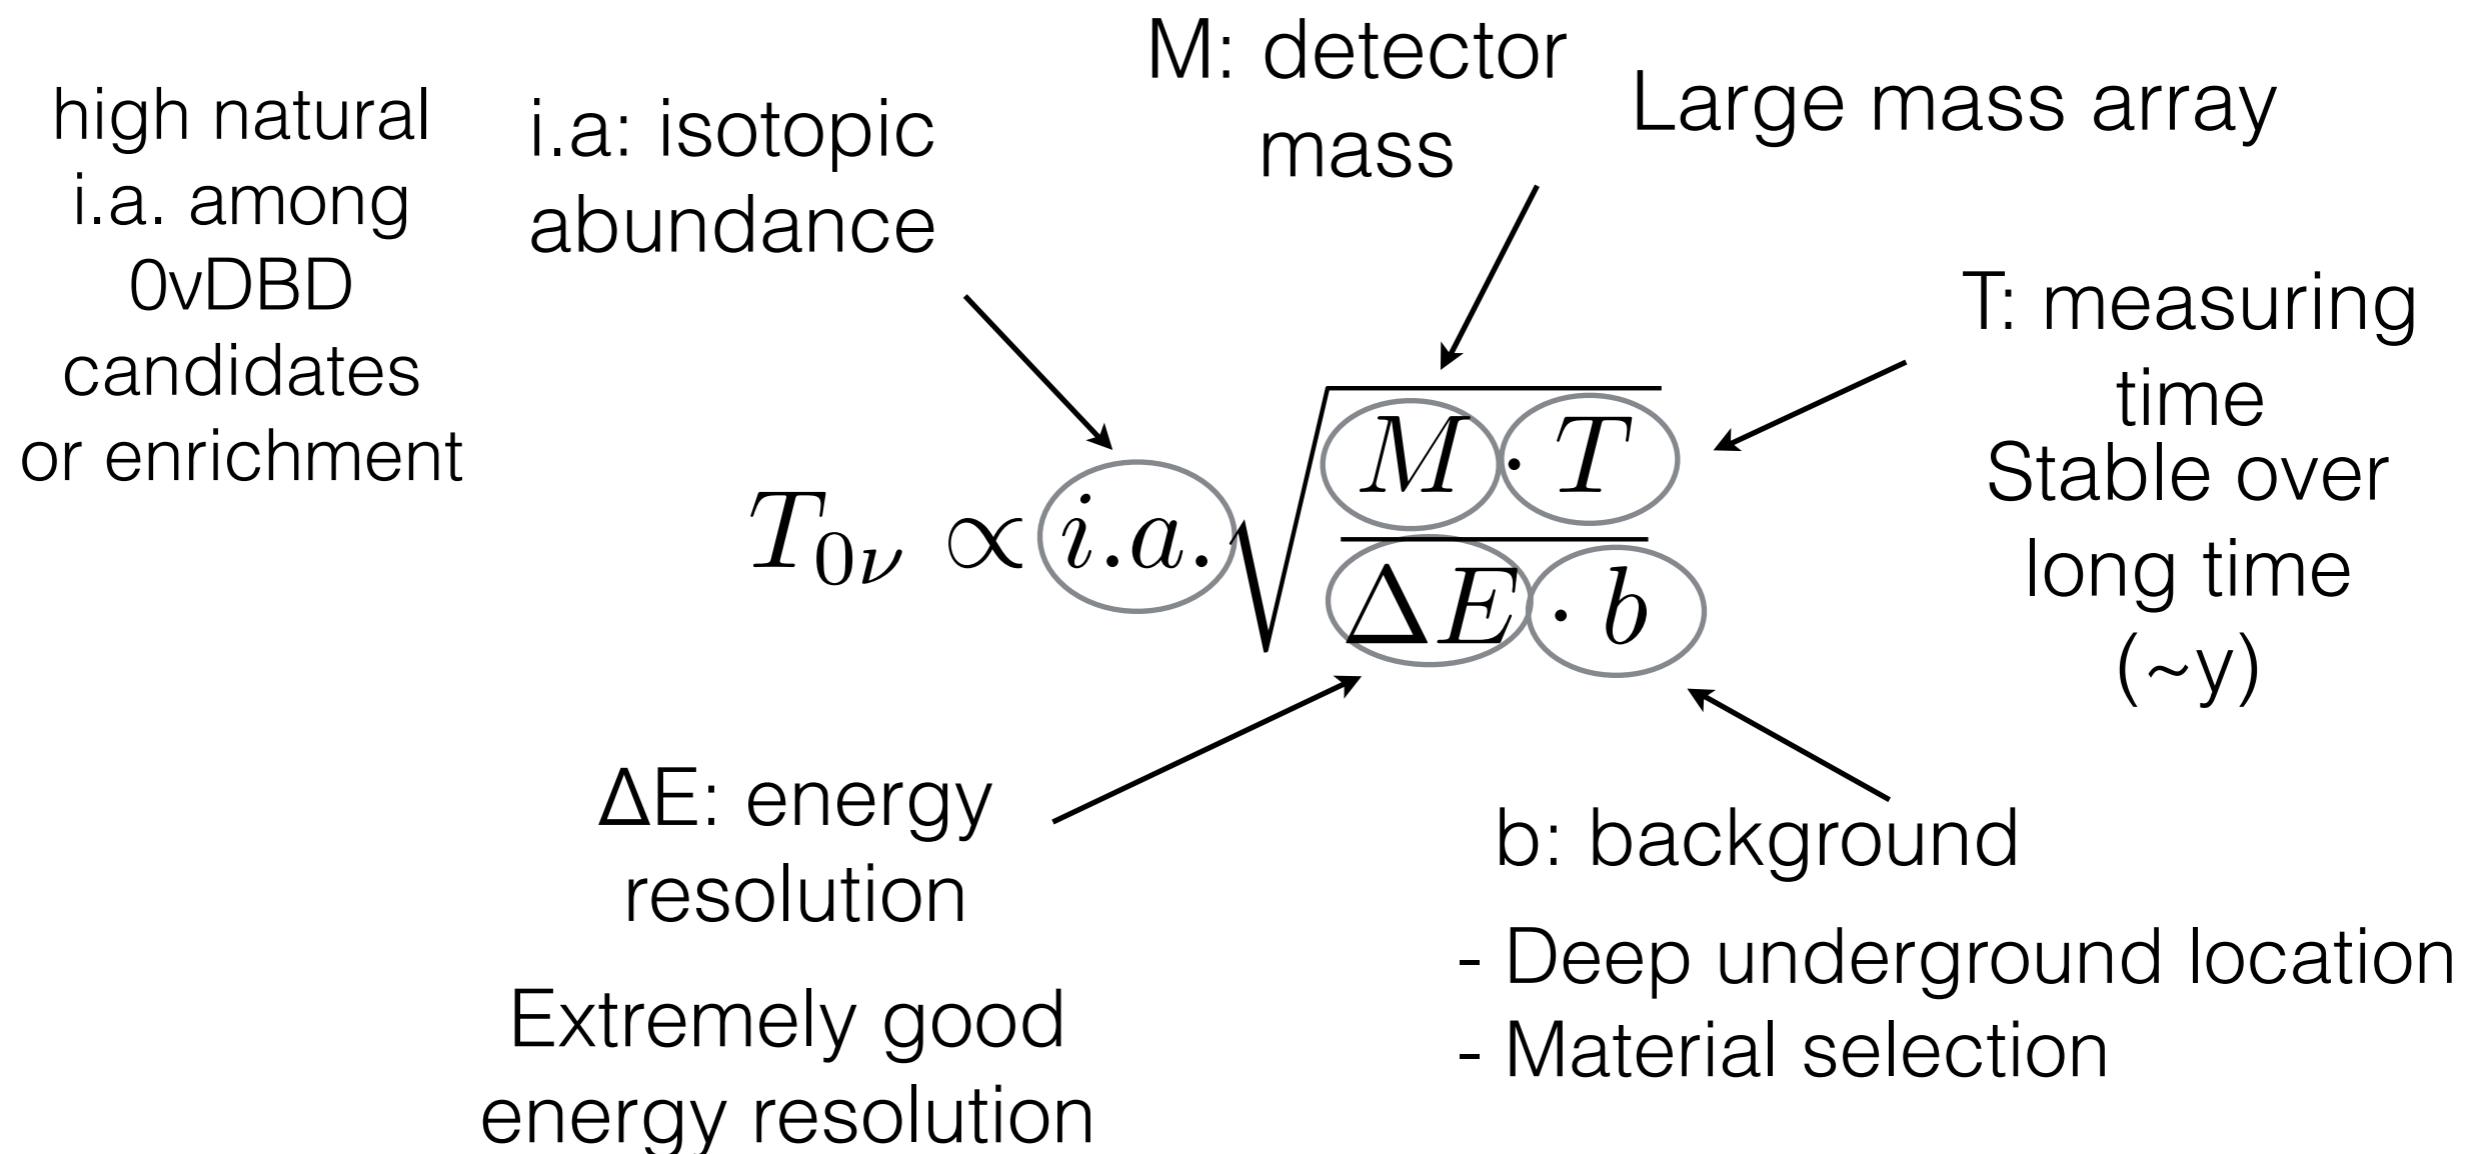 high natural
i.a. among
0νDBD
candidates
or enrichment
i.a: isotopic
abundance
M: detector
mass
Large mass array
T: measuring
time
Stable over
long time
(~y)
T_{0ν} ∝ i.a. √(M · T / ΔE · b)
ΔE: energy
resolution
Extremely good
energy resolution
b: background
- Deep underground location
- Material selection